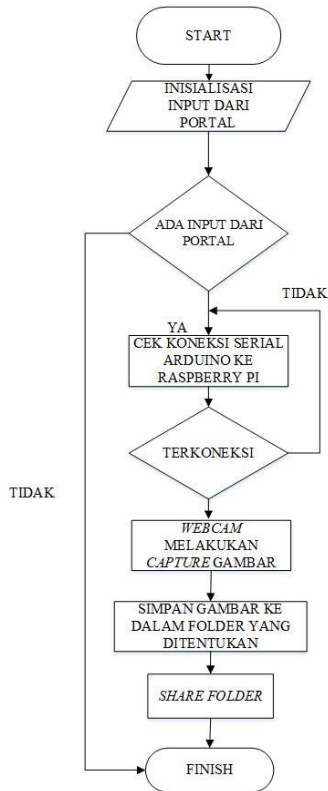 START
INISIALISASI
INPUT DARI
PORTAL
ADA INPUT DARI
PORTAL
TIDAK
YA
CEK KONEKSI SERIAL
ARDUINO KE
RASPBERRY PI
TERKONEKSI
TIDAK
WEBCAM
MELAKUKAN
CAPTURE GAMBAR
SIMPAN GAMBAR KE
DALAM FOLDER YANG
DITENTUKAN
SHARE FOLDER
FINISH